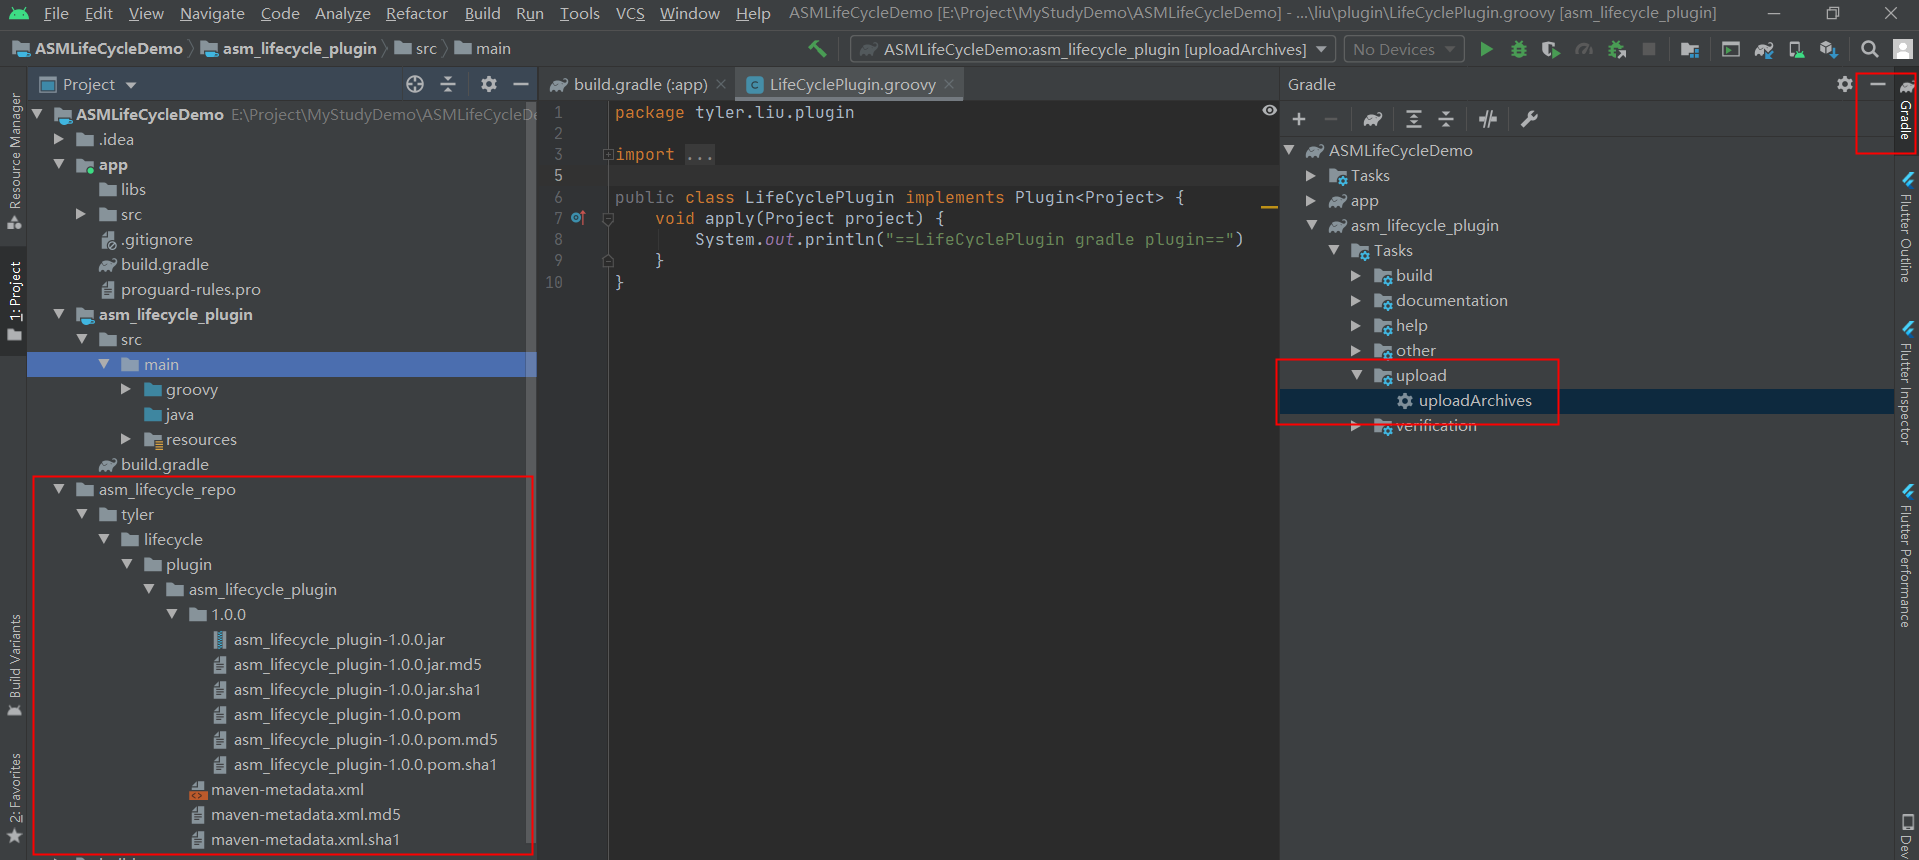 File Edit View Navigate Code Analyze Refactor Build Run Tools VCS Window Help ASMLifeCycleDemo [E:\Project\MyStudyDemo\ASMLifeCycleDemo] - ...\liu\plugin\LifeCyclePlugin.groovy [asm_lifecycle_plugin]
ASMLifeCycleDemo asm_lifecycle_plugin src main ASMLifeCycleDemo:asm_lifecycle_plugin [uploadArchives] No Devices
Resource Manager
1: Project
Build Variants
2: Favorites
Project
ASMLifeCycleDemo E:\Project\MyStudyDemo\ASMLifeCycleDe
.idea
app
libs
src
.gitignore
build.gradle
proguard-rules.pro
asm_lifecycle_plugin
src
main
groovy
java
resources
build.gradle
asm_lifecycle_repo
tyler
lifecycle
plugin
asm_lifecycle_plugin
1.0.0
asm_lifecycle_plugin-1.0.0.jar
asm_lifecycle_plugin-1.0.0.jar.md5
asm_lifecycle_plugin-1.0.0.jar.sha1
asm_lifecycle_plugin-1.0.0.pom
asm_lifecycle_plugin-1.0.0.pom.md5
asm_lifecycle_plugin-1.0.0.pom.sha1
maven-metadata.xml
maven-metadata.xml.md5
maven-metadata.xml.sha1
build.gradle (:app) LifeCyclePlugin.groovy
1 package tyler.liu.plugin
2
3 import ...
5
6 public class LifeCyclePlugin implements Plugin<Project> {
7 void apply(Project project) {
8 System.out.println("==LifeCyclePlugin gradle plugin==")
9 }
10 }
Gradle
ASMLifeCycleDemo
Tasks
app
asm_lifecycle_plugin
Tasks
build
documentation
help
other
upload
uploadArchives
verification
Gradle
Flutter Outline
Flutter Inspector
Flutter Performance
Dev